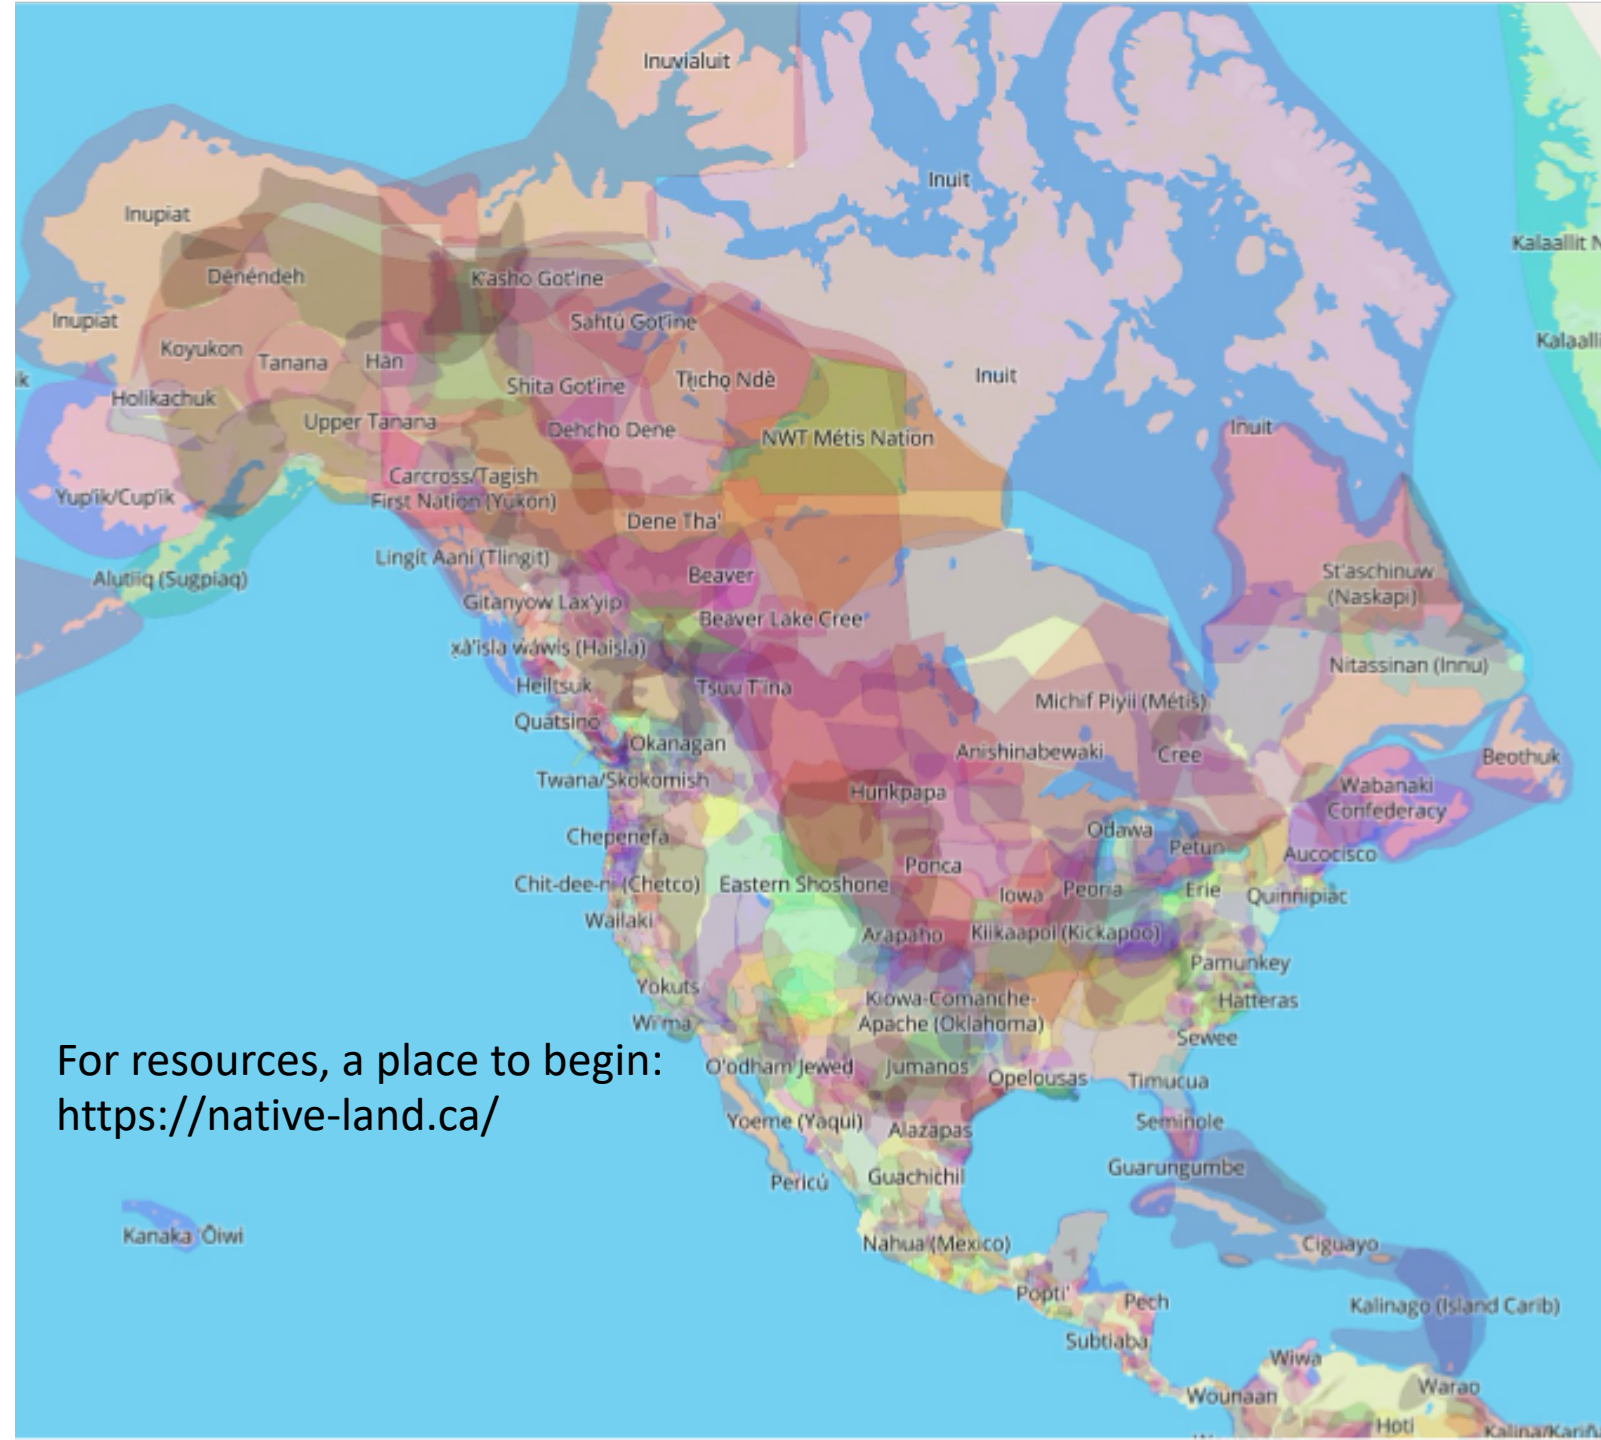 Inuvialuit
Inuit
Inupiat
Kalaallit N
Dënéndeh
K'asho Got'ine
Inupiat
Sahtú Got'ine
Kalaalli
Koyukon
Tanana
Hän
Shita Got'ine
Tłı̨chǫ Ndè
Inuit
ik
Holikachuk
Upper Tanana
Dehcho Dene
NWT Métis Nation
Inuit
Carcross/Tagish
First Nation (Yukon)
Yup'ik/Cup'ik
Dene Tha'
Lingít Aaní (Tlingit)
Alutiiq (Sugpiaq)
Beaver
St'aschinuw
(Naskapi)
Gitanyow Lax'yip
Beaver Lake Cree
x̣àʼisla w̓áwís (Haisla)
Nitassinan (Innu)
Heiltsuk
Tsuu T'ina
Michif Piyii (Métis)
Quatsino
Okanagan
Anishinabewaki
Cree
Beothuk
Twana/Skokomish
Hunkpapa
Wabanaki
Confederacy
Chepenefa
Odawa
Petun
Aucocisco
Ponca
Chit-dee-ni (Chetco)
Eastern Shoshone
Iowa
Peoria
Erie
Quinnipiac
Wailaki
Arapaho
Kiikaapoi (Kickapoo)
Pamunkey
Yokuts
Kiowa-Comanche-
Apache (Oklahoma)
Hatteras
Wi'ma
Sewee
For resources, a place to begin:
https://native-land.ca/
O'odham Jeweḍ
Jumanos
Opelousas
Timucua
Yoeme (Yaqui)
Alazapas
Seminole
Pericú
Guachichil
Guarungumbe
Kanaka ʻŌiwi
Nahua (Mexico)
Ciguayo
Popti'
Pech
Kalinago (Island Carib)
Subtiaba
Wiwa
Wounaan
Warao
Hoti
Kalina/Kariñ